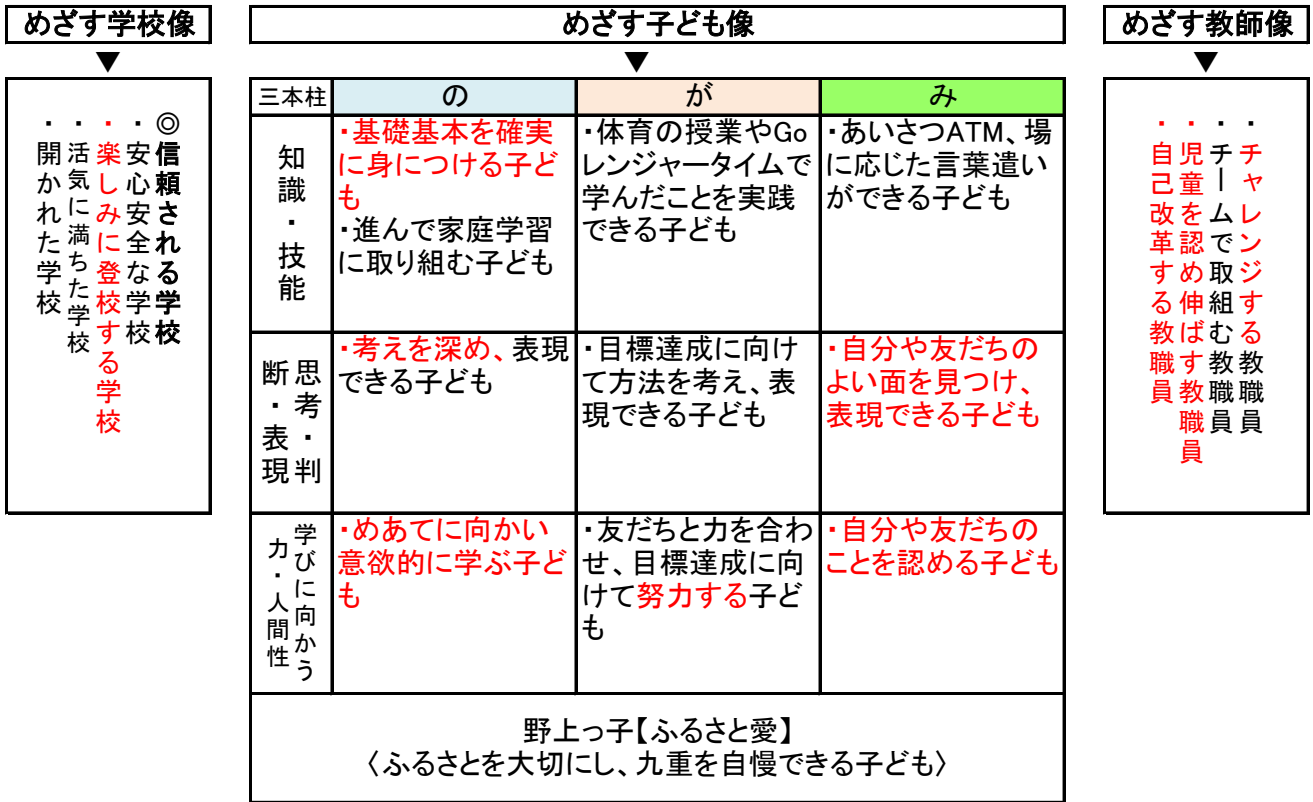 めざす学校像
▼
◎信頼される学校
・安心安全な学校
・楽しみに登校する学校
・活気に満ちた学校
・開かれた学校
めざす子ども像
▼
三本柱
の
が
み
知識・技能
・基礎基本を確実
に身につける子ど
も
・進んで家庭学習
に取り組む子ども
・体育の授業やGo
レンジャータイムで
学んだことを実践
できる子ども
・あいさつATM、場
に応じた言葉遣い
ができる子ども
思考・判
断・表現
・考えを深め、表現
できる子ども
・目標達成に向け
て方法を考え、表
現できる子ども
・自分や友だちの
よい面を見つけ、
表現できる子ども
学びに向かう
力・人間性
・めあてに向かい
意欲的に学ぶ子ど
も
・友だちと力を合わ
せ、目標達成に向
けて努力する子ど
も
・自分や友だちの
ことを認める子ども
野上っ子【ふるさと愛】
〈ふるさとを大切にし、九重を自慢できる子ども〉
めざす教師像
▼
・チャレンジする教職員
・チームで取組む教職員
・児童を認め伸ばす教職員
・自己改革する教職員